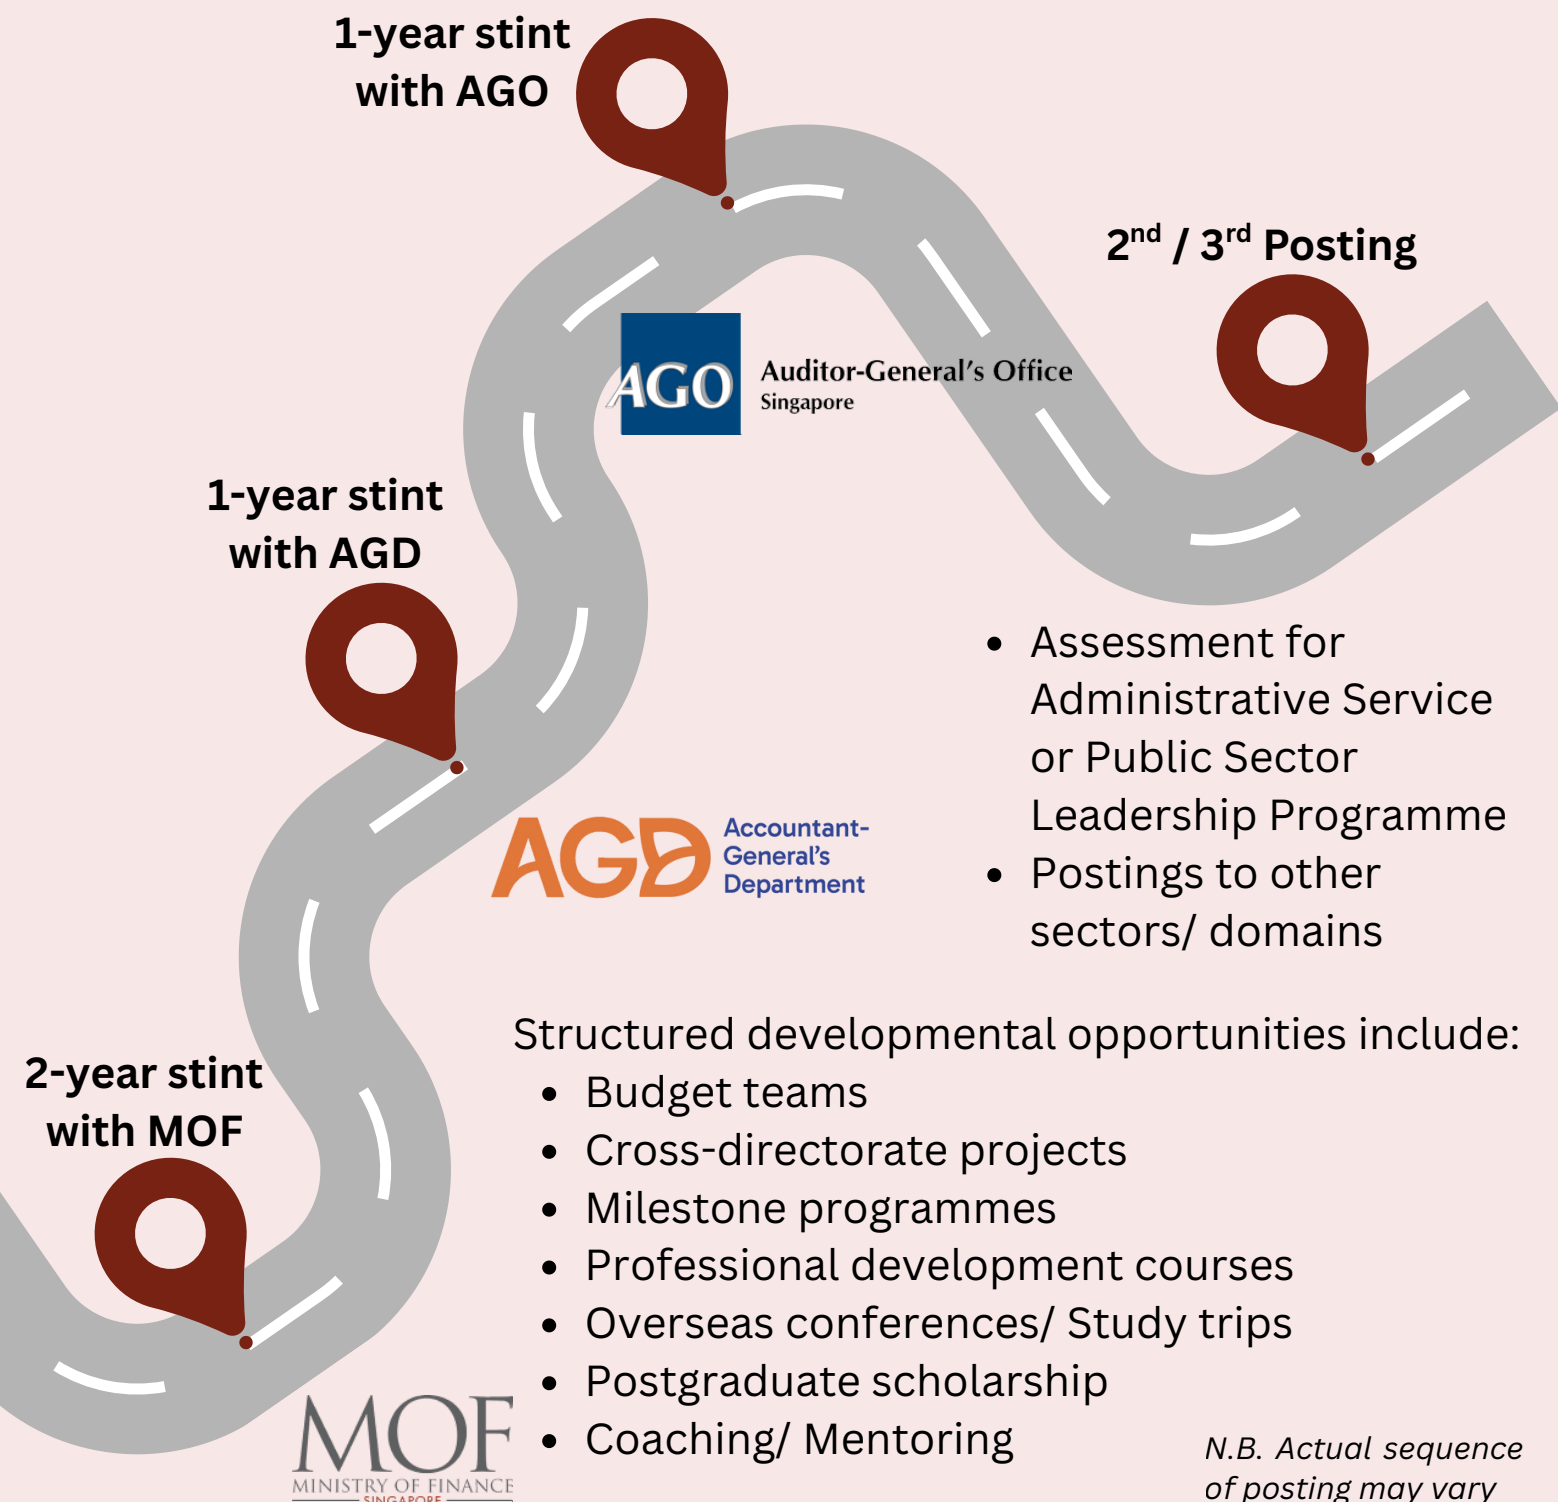 1-year stint
with AGO
2nd / 3rd Posting
AGO
Auditor-General's Office
Singapore
1-year stint
with AGD
AGD
Accountant-
General's
Department
• Assessment for
Administrative Service
or Public Sector
Leadership Programme
• Postings to other
sectors/ domains
Structured developmental opportunities include:
• Budget teams
• Cross-directorate projects
• Milestone programmes
• Professional development courses
• Overseas conferences/ Study trips
• Postgraduate scholarship
• Coaching/ Mentoring
2-year stint
with MOF
MOF
MINISTRY OF FINANCE
SINGAPORE
N.B. Actual sequence
of posting may vary